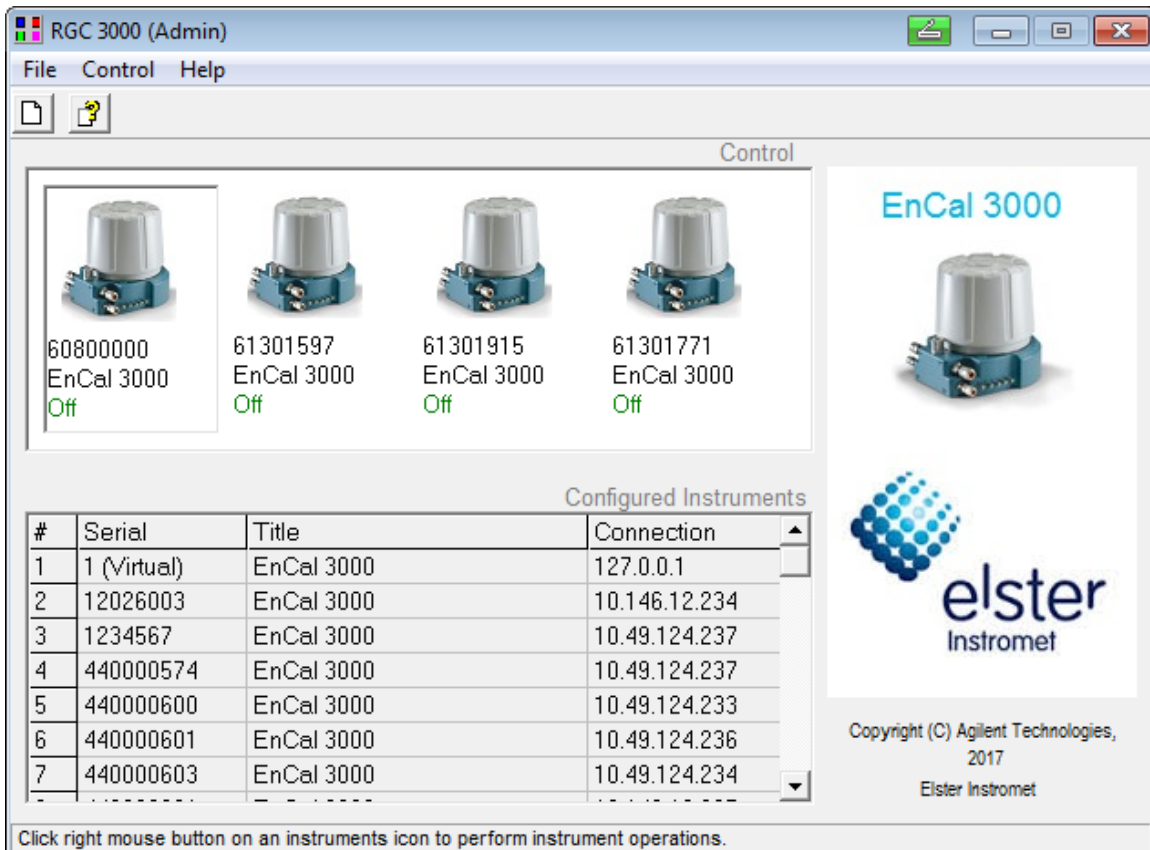 RGC 3000 (Admin)
File Control Help
Control
60800000
EnCal 3000
Off
61301597
EnCal 3000
Off
61301915
EnCal 3000
Off
61301771
EnCal 3000
Off
EnCal 3000
elster
Instromet
Copyright (C) Agilent Technologies,
2017
Elster Instromet
Configured Instruments
# Serial Title Connection
1 1 (Virtual) EnCal 3000 127.0.0.1
2 12026003 EnCal 3000 10.146.12.234
3 1234567 EnCal 3000 10.49.124.237
4 440000574 EnCal 3000 10.49.124.237
5 440000600 EnCal 3000 10.49.124.233
6 440000601 EnCal 3000 10.49.124.236
7 440000603 EnCal 3000 10.49.124.234
Click right mouse button on an instruments icon to perform instrument operations.